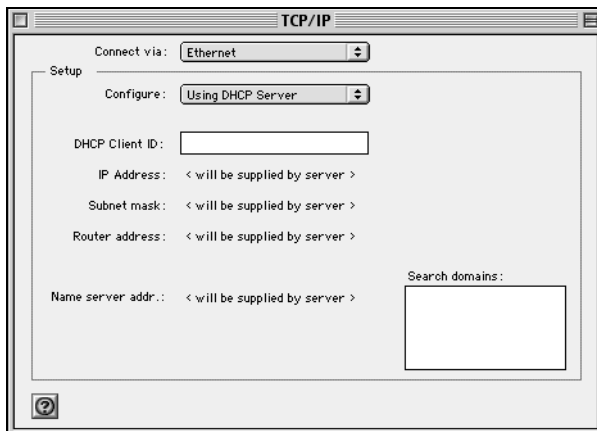 TCP/IP
Connect via: Ethernet
Setup
Configure: Using DHCP Server
DHCP Client ID:
IP Address: < will be supplied by server >
Subnet mask: < will be supplied by server >
Router address: < will be supplied by server >
Search domains:
Name server addr.: < will be supplied by server >
?